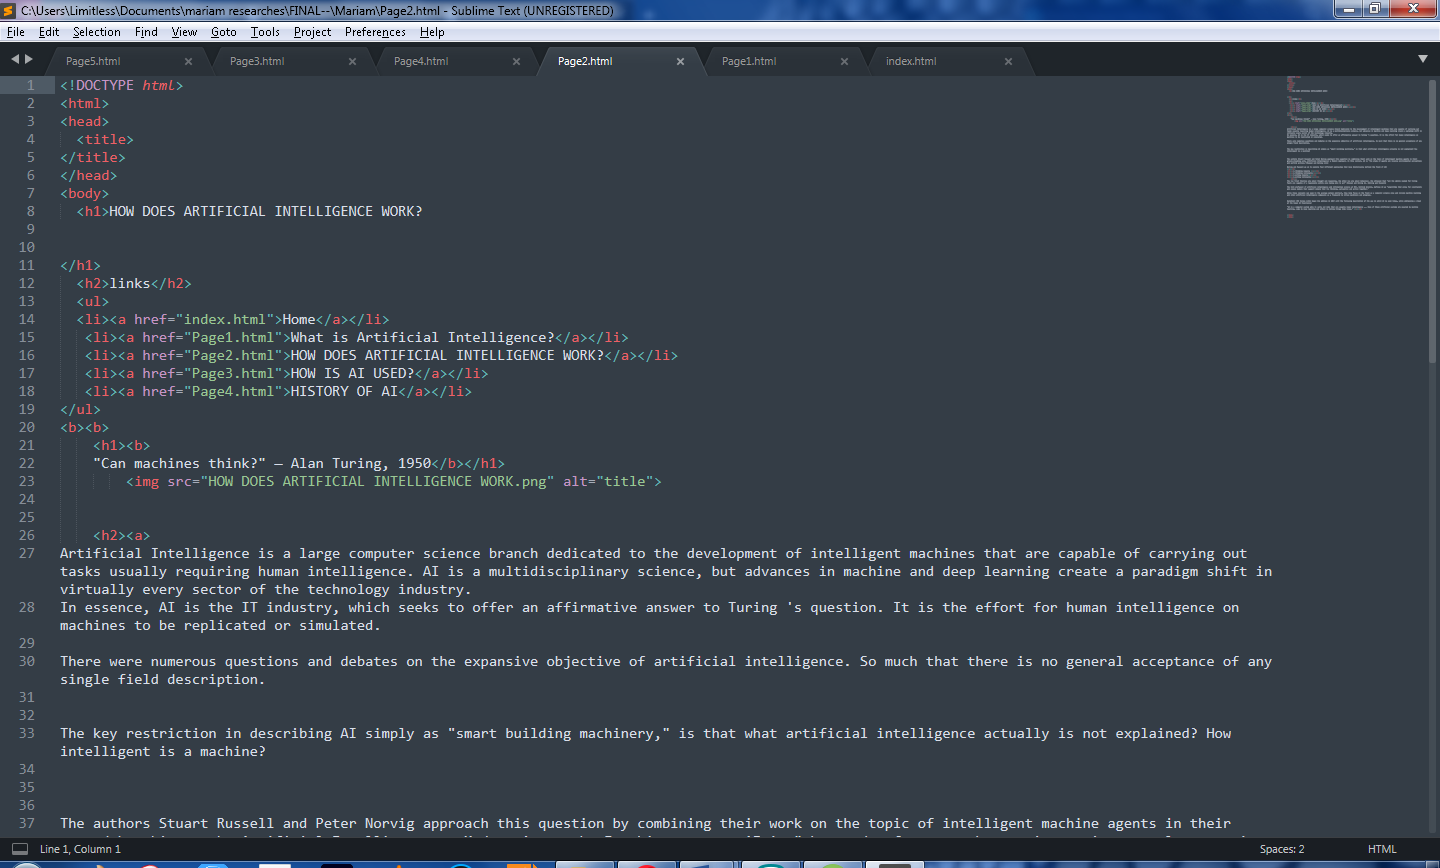 C:\Users\Limitless\Documents\mariam researches\FINAL--\Mariam\Page2.html - Sublime Text (UNREGISTERED)
File Edit Selection Find View Goto Tools Project Preferences Help
Page5.html Page3.html Page4.html Page2.html Page1.html index.html
1 <!DOCTYPE html>
2 <html>
3 <head>
4 <title>
5 </title>
6 </head>
7 <body>
8 <h1>HOW DOES ARTIFICIAL INTELLIGENCE WORK?
9
10
11 </h1>
12 <h2>links</h2>
13 <ul>
14 <li><a href="index.html">Home</a></li>
15 <li><a href="Page1.html">What is Artificial Intelligence?</a></li>
16 <li><a href="Page2.html">HOW DOES ARTIFICIAL INTELLIGENCE WORK?</a></li>
17 <li><a href="Page3.html">HOW IS AI USED?</a></li>
18 <li><a href="Page4.html">HISTORY OF AI</a></li>
19 </ul>
20 <b><b>
21 <h1><b>
22 "Can machines think?" — Alan Turing, 1950</b></h1>
23 <img src="HOW DOES ARTIFICIAL INTELLIGENCE WORK.png" alt="title">
24
25
26 <h2><a>
27 Artificial Intelligence is a large computer science branch dedicated to the development of intelligent machines that are capable of carrying out
tasks usually requiring human intelligence. AI is a multidisciplinary science, but advances in machine and deep learning create a paradigm shift in
virtually every sector of the technology industry.
28 In essence, AI is the IT industry, which seeks to offer an affirmative answer to Turing 's question. It is the effort for human intelligence on
machines to be replicated or simulated.
29
30 There were numerous questions and debates on the expansive objective of artificial intelligence. So much that there is no general acceptance of any
single field description.
31
32
33 The key restriction in describing AI simply as "smart building machinery," is that what artificial intelligence actually is not explained? How
intelligent is a machine?
34
35
36
37 The authors Stuart Russell and Peter Norvig approach this question by combining their work on the topic of intelligent machine agents in their
Line 1, Column 1 Spaces: 2 HTML